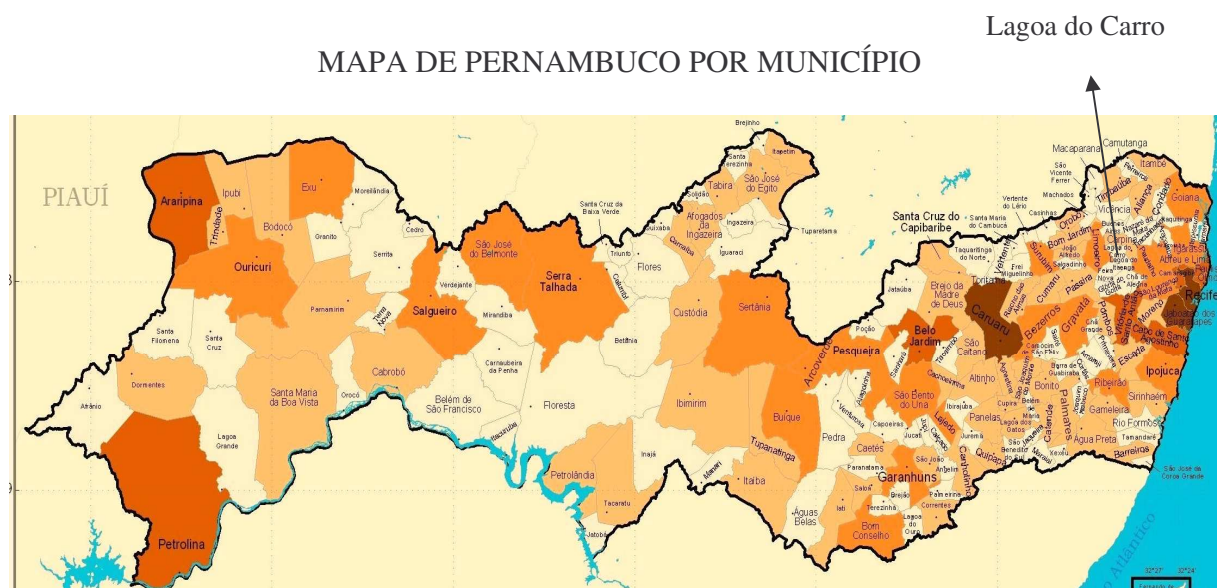 Lagoa do Carro
MAPA DE PERNAMBUCO POR MUNICÍPIO
PIAUÍ
Araripina
Ipubi
Trindade
Bodocó
Exu
Moreilândia
Granito
Ouricuri
Cedro
Serrita
Parnamirim
Terra
Nova
Salgueiro
Verdejante
São José
do Belmonte
Mirandiba
Serra
Talhada
Santa Cruz da
Baixa Verde
Triunfo
Calumbi
Flores
Betânia
Carnaubeira
da Penha
Floresta
Santa
Filomena
Santa
Cruz
Dormentes
Afrânio
Petrolina
Lagoa
Grande
Santa Maria
da Boa Vista
Orocó
Cabrobó
Belém de
São Francisco
Itacuruba
Petrolândia
Tacaratu
Jatobá
Inajá
Manari
Ibimirim
Custódia
Sertânia
Brejinho
Itapetim
Santa
Terezinha
São José
do Egito
Tabira
Solidão
Afogados
da
Ingazeira
Ingazeira
Tuparetama
Iguaraci
Carnaíba
Quixaba
Arcoverde
Buíque
Tupanatinga
Itaíba
Águas
Belas
Pedra
Venturosa
Pesqueira
Poção
Alagoinha
Sanharó
Belo
Jardim
Tacaimbó
Cachoeirinha
São Bento
do Una
Capoeiras
Caetés
Paranatama
Garanhuns
Saloá
Iati
Bom
Conselho
Terezinha
Brejão
Lagoa
do
Ouro
Correntes
Palmeirina
São João
Angelim
Canhotinho
Jucati
Jupi
Calçado
Lajedo
Jurema
Ibirajuba
Quipapá
Panelas
Cupira
Altinho
Agrestina
São
Caitano
Caruaru
Brejo da
Madre
de Deus
Jataúba
Santa Cruz do
Capibaribe
Taquaritinga
do Norte
Toritama
Vertentes
Santa Maria
do Cambucá
Vertente
do Lério
Casinhas
Frei
Miguelinho
Surubim
Riacho das
Almas
Cumaru
Passira
Salgadinho
João
Alfredo
Bom Jardim
Orobó
Limoeiro
Machados
São
Vicente
Ferrer
Macaparana
Timbaúba
Camutanga
Ferreiros
Itambé
Vicência
Aliança
Condado
Goiana
Itaquitinga
Carpina
Lagoa do
Carro
Feira
Nova
Glória do
Goitá
Chã de
Alegria
Bezerros
Gravatá
Chã
Grande
Pombos
Moreno
Recife
Jaboatão dos
Guararapes
Cabo de Santo
Agostinho
Ipojuca
Escada
Primavera
Amaraji
Cortês
Ribeirão
Sirinhaém
Gameleira
Rio Formoso
Tamandaré
Barreiros
São José da
Coroa Grande
Água Preta
Xexéu
Palmares
Catende
Joaquim
Nabuco
Bonito
Barra de
Guabiraba
Sairé
Camocim de
São Félix
Belém
de
Maria
Lagoa
dos Gatos
São
Benedito
do Sul
Jaqueira
Maraial
Abreu e Lima
32°27'
32°24'